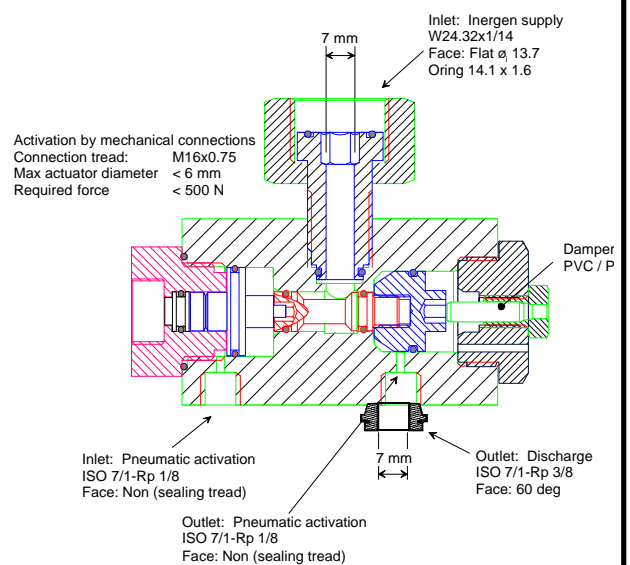 Inlet: Inergen supply
W24.32x1/14
Face: Flat ø 13.7
Oring 14.1 x 1.6
7 mm
Activation by mechanical connections
Connection tread: M16x0.75
Max actuator diameter < 6 mm
Required force < 500 N
Damper
PVC / P
Inlet: Pneumatic activation
ISO 7/1-Rp 1/8
Face: Non (sealing tread)
7 mm
Outlet: Discharge
ISO 7/1-Rp 3/8
Face: 60 deg
Outlet: Pneumatic activation
ISO 7/1-Rp 1/8
Face: Non (sealing tread)